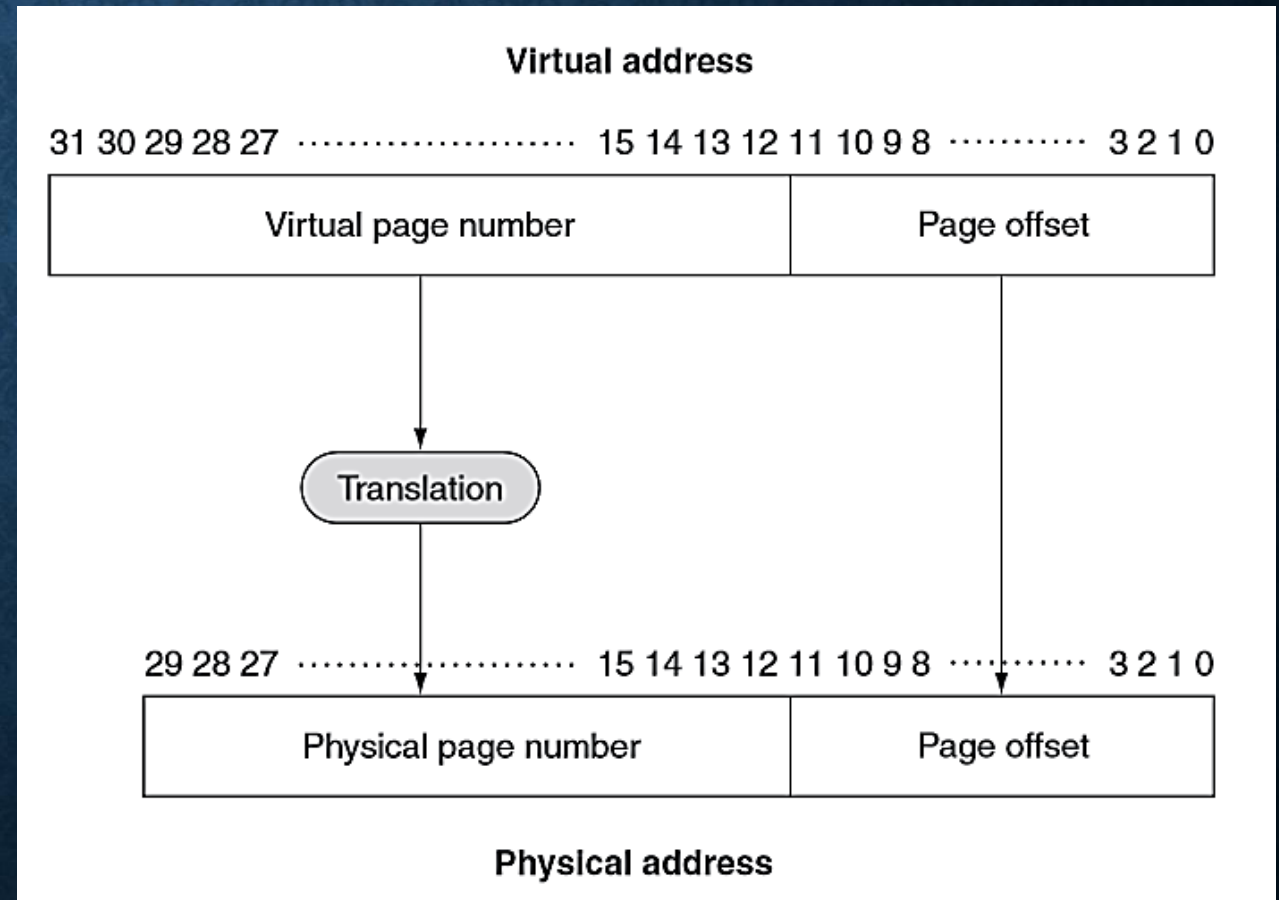 Virtual address
31 30 29 28 27 ...................... 15 14 13 12 11 10 9 8 ........... 3 2 1 0
Virtual page number Page offset
Translation
29 28 27 ...................... 15 14 13 12 11 10 9 8 ........... 3 2 1 0
Physical page number Page offset
Physical address